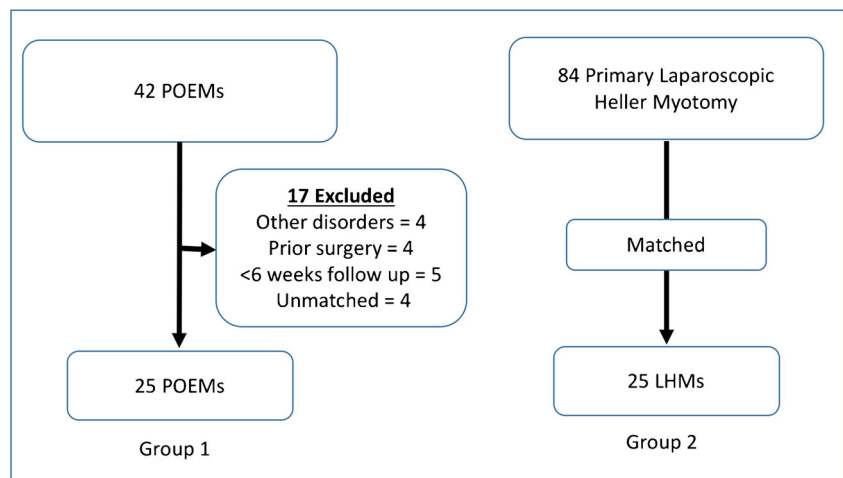 42 POEMs
17 Excluded
Other disorders = 4
Prior surgery = 4
<6 weeks follow up = 5
Unmatched = 4
25 POEMs
Group 1
84 Primary Laparoscopic
Heller Myotomy
Matched
25 LHMs
Group 2